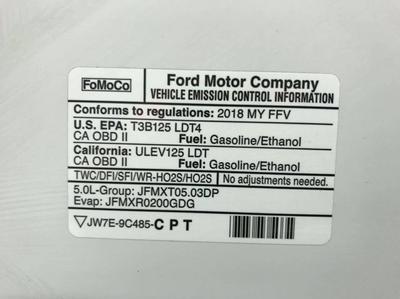 FoMoCo
Ford Motor Company
VEHICLE EMISSION CONTROL INFORMATION
Conforms to regulations: 2018 MY FFV
U.S. EPA: T3B125 LDT4
CA OBD II Fuel: Gasoline/Ethanol
California: ULEV125 LDT
CA OBD II Fuel: Gasoline/Ethanol
TWC/DFI/SFI/WR-HO2S/HO2S No adjustments needed.
5.0L-Group: JFMXT05.03DP
Evap: JFMXR0200GDG
JW7E-9C485-CPT